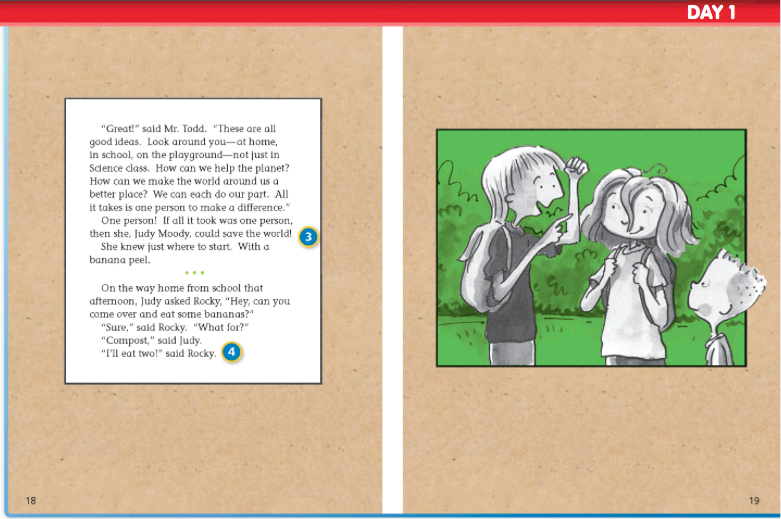 DAY 1
“Great!” said Mr. Todd. “These are all
good ideas. Look around you—at home,
in school, on the playground—not just in
Science class. How can we help the planet?
How can we make the world around us a
better place? We can each do our part. All
it takes is one person to make a difference.”
One person! If all it took was one person,
then she, Judy Moody, could save the world!
3
She knew just where to start. With a
banana peel.
On the way home from school that
afternoon, Judy asked Rocky, “Hey, can you
come over and eat some bananas?”
“Sure,” said Rocky. “What for?”
“Compost,” said Judy.
“I’ll eat two!” said Rocky.
4
18
19